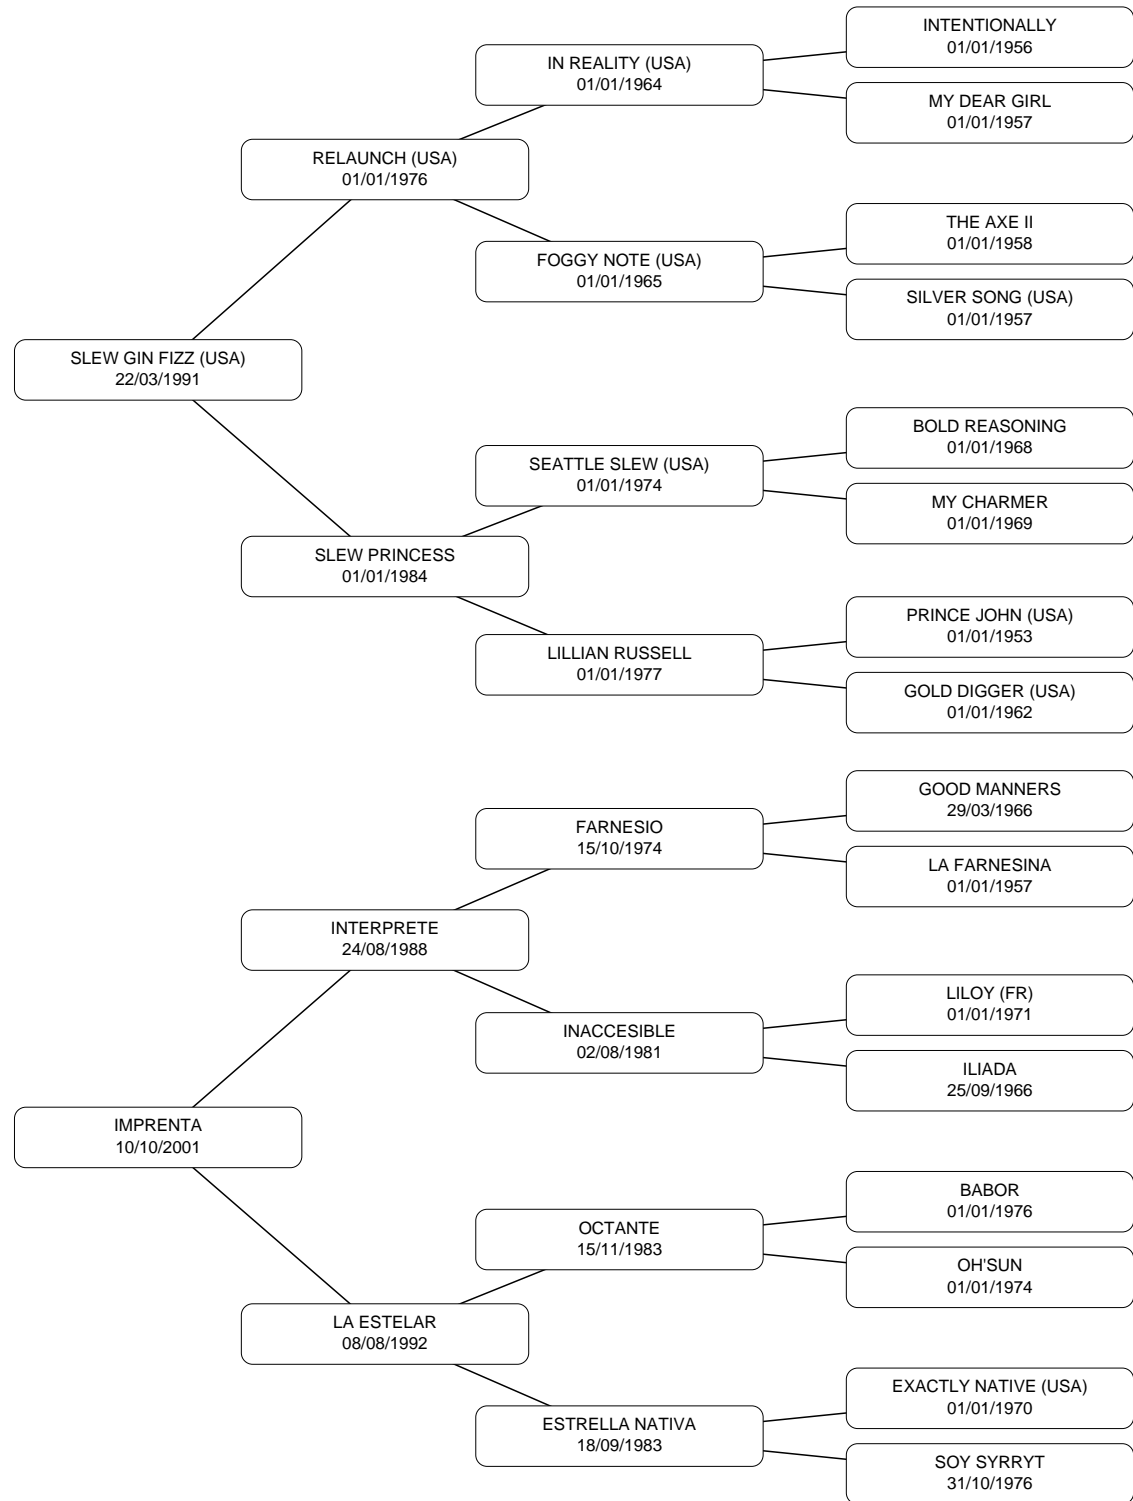 INTENTIONALLY
01/01/1956
IN REALITY (USA)
01/01/1964
MY DEAR GIRL
01/01/1957
RELAUNCH (USA)
01/01/1976
THE AXE II
01/01/1958
FOGGY NOTE (USA)
01/01/1965
SILVER SONG (USA)
01/01/1957
SLEW GIN FIZZ (USA)
22/03/1991
BOLD REASONING
01/01/1968
SEATTLE SLEW (USA)
01/01/1974
MY CHARMER
01/01/1969
SLEW PRINCESS
01/01/1984
PRINCE JOHN (USA)
01/01/1953
LILLIAN RUSSELL
01/01/1977
GOLD DIGGER (USA)
01/01/1962
GOOD MANNERS
29/03/1966
FARNESIO
15/10/1974
LA FARNESINA
01/01/1957
INTERPRETE
24/08/1988
LILOY (FR)
01/01/1971
INACCESIBLE
02/08/1981
ILIADA
25/09/1966
IMPRENTA
10/10/2001
BABOR
01/01/1976
OCTANTE
15/11/1983
OH'SUN
01/01/1974
LA ESTELAR
08/08/1992
EXACTLY NATIVE (USA)
01/01/1970
ESTRELLA NATIVA
18/09/1983
SOY SYRRYT
31/10/1976